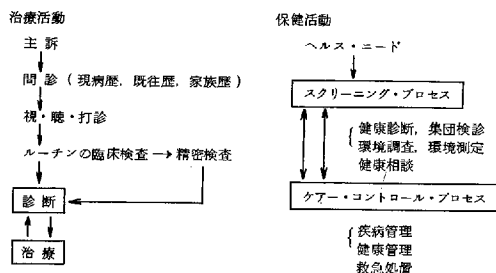 治療活動
主訴
問診（現病歴，既往歴，家族歴）
視・聴・打診
ルーチンの臨床検査→精密検査
診断
治療
保健活動
ヘルス・ニード
スクリーニング・プロセス
健康診断，集団検診
環境調査，環境測定
健康相談
ケアー・コントロール・プロセス
疾病管理
健康管理
救急処置